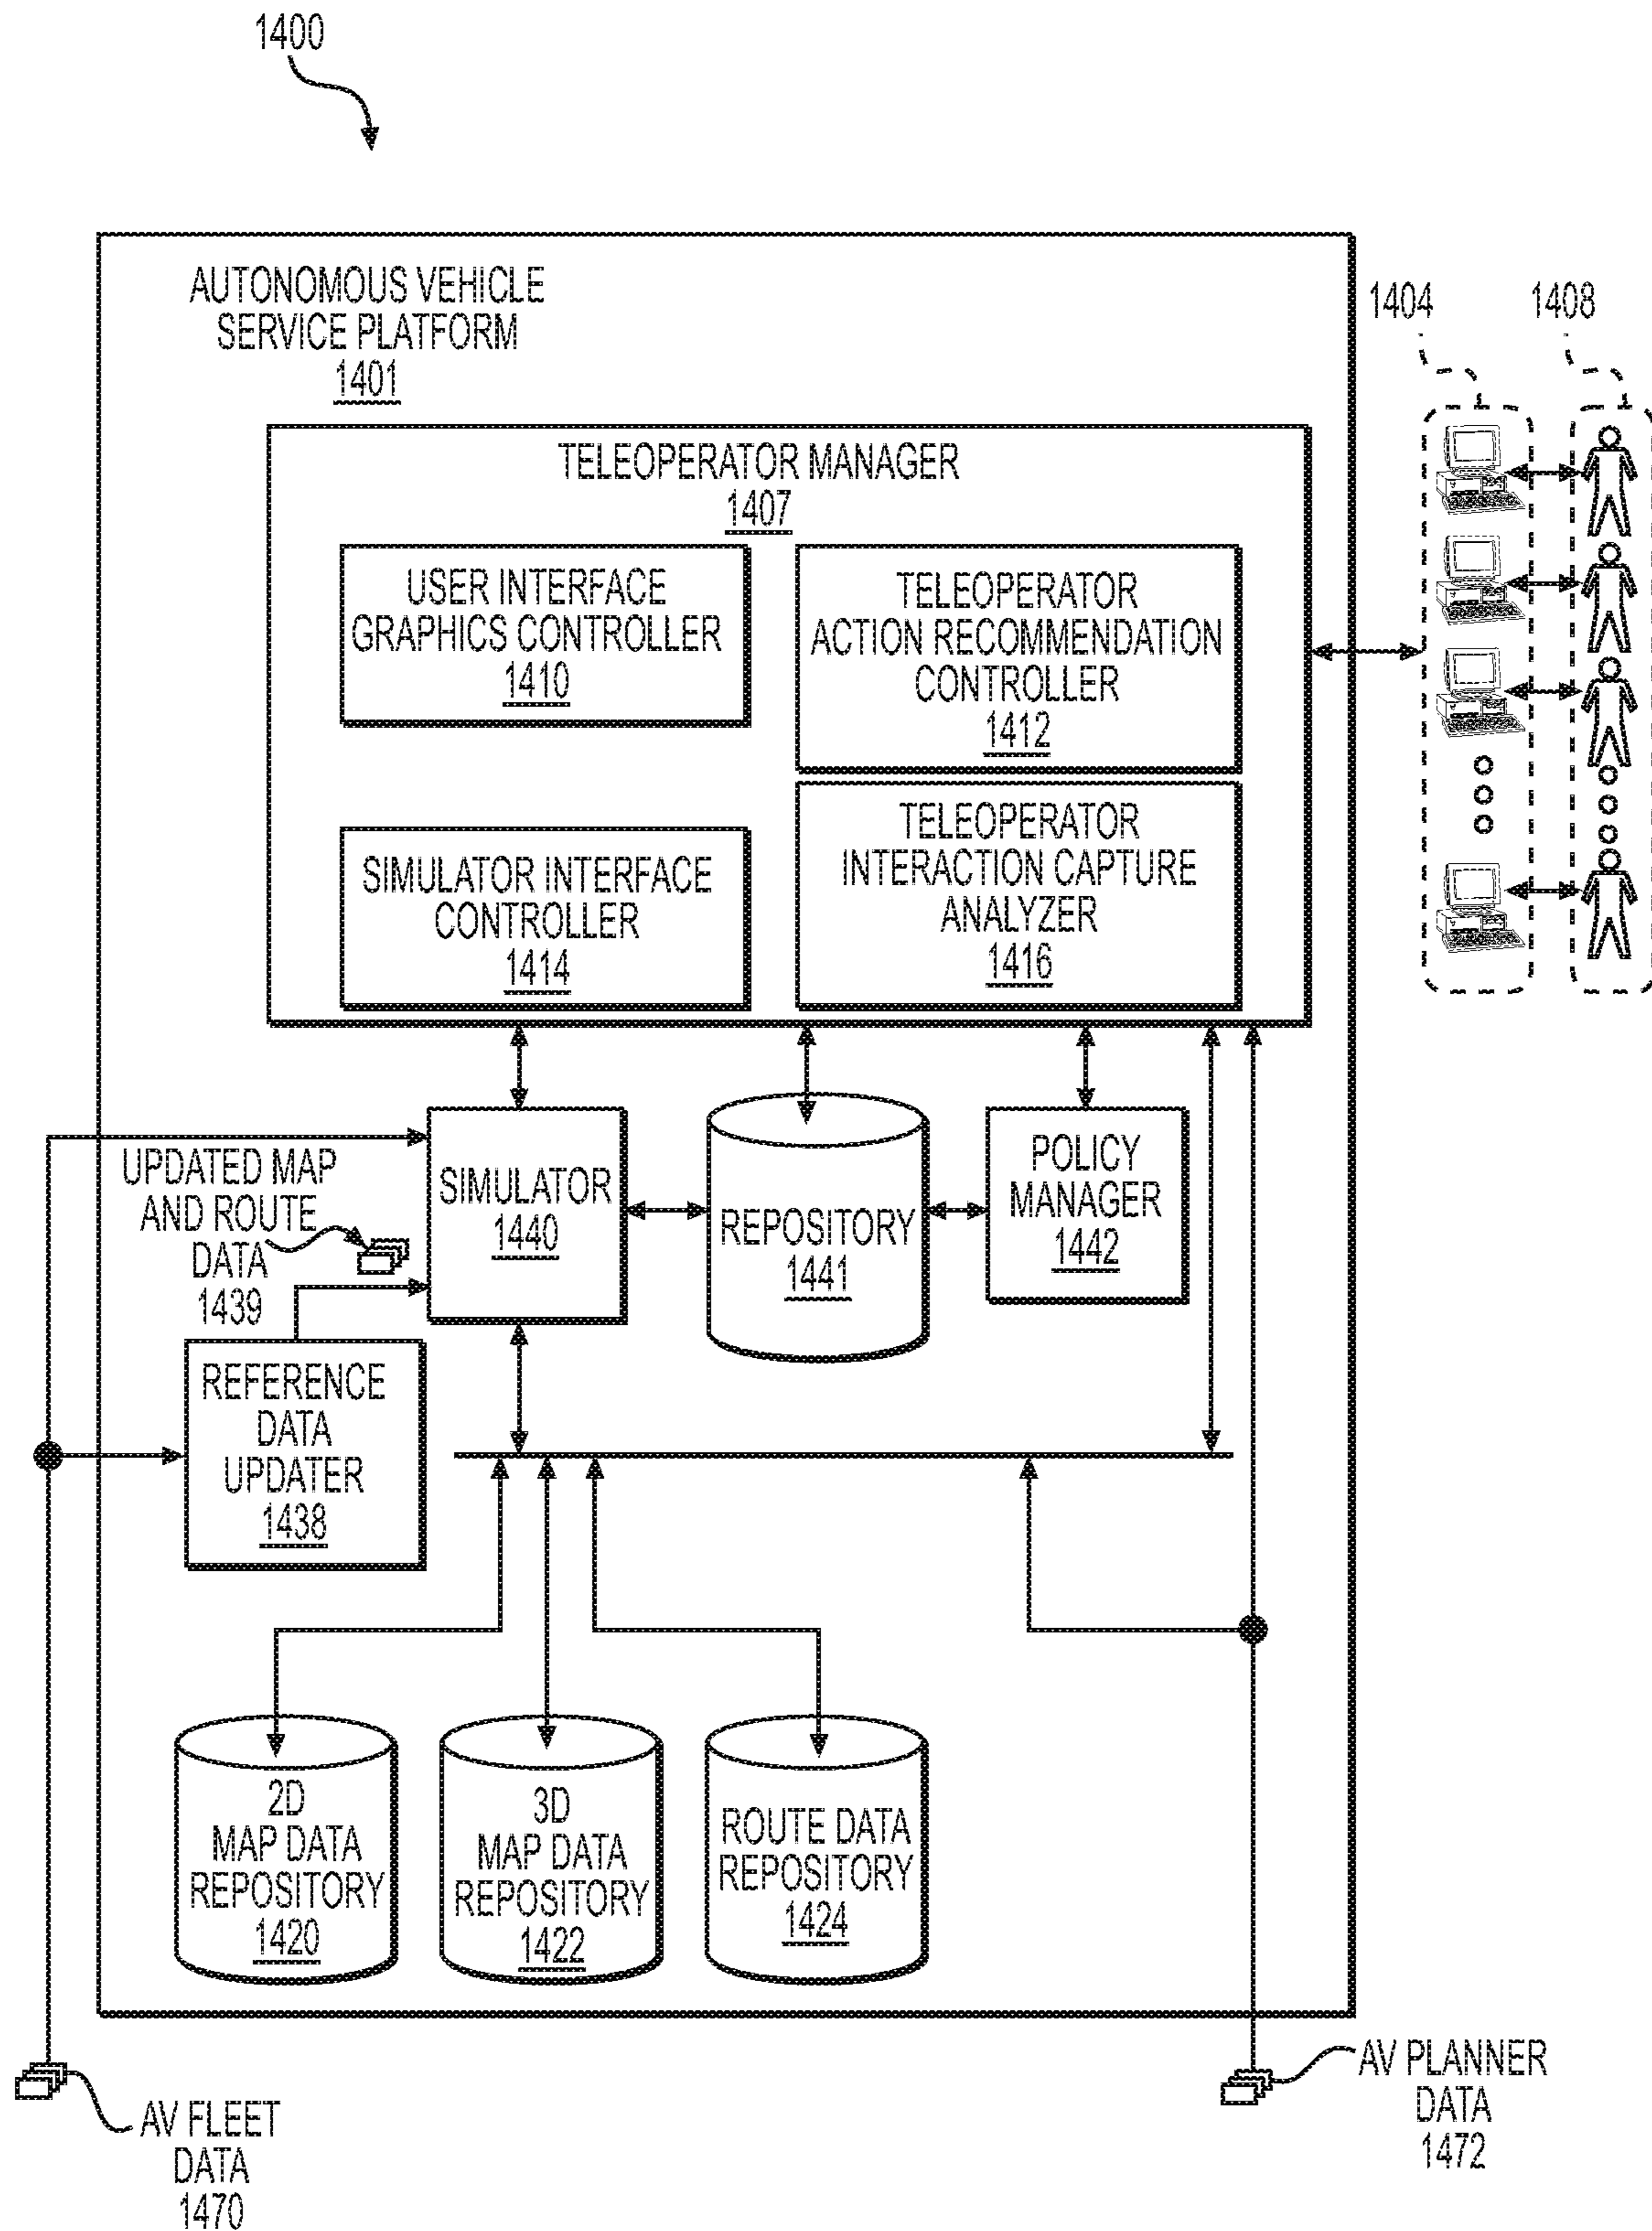 1400
AUTONOMOUS VEHICLE
SERVICE PLATFORM
1401
1404
1408
TELEOPERATOR MANAGER
1407
USER INTERFACE
GRAPHICS CONTROLLER
1410
TELEOPERATOR
ACTION RECOMMENDATION
CONTROLLER
1412
SIMULATOR INTERFACE
CONTROLLER
1414
TELEOPERATOR
INTERACTION CAPTURE
ANALYZER
1416
UPDATED MAP
AND ROUTE
DATA
1439
SIMULATOR
1440
REPOSITORY
1441
POLICY
MANAGER
1442
REFERENCE
DATA
UPDATER
1438
2D
MAP DATA
REPOSITORY
1420
3D
MAP DATA
REPOSITORY
1422
ROUTE DATA
REPOSITORY
1424
AV FLEET
DATA
1470
AV PLANNER
DATA
1472